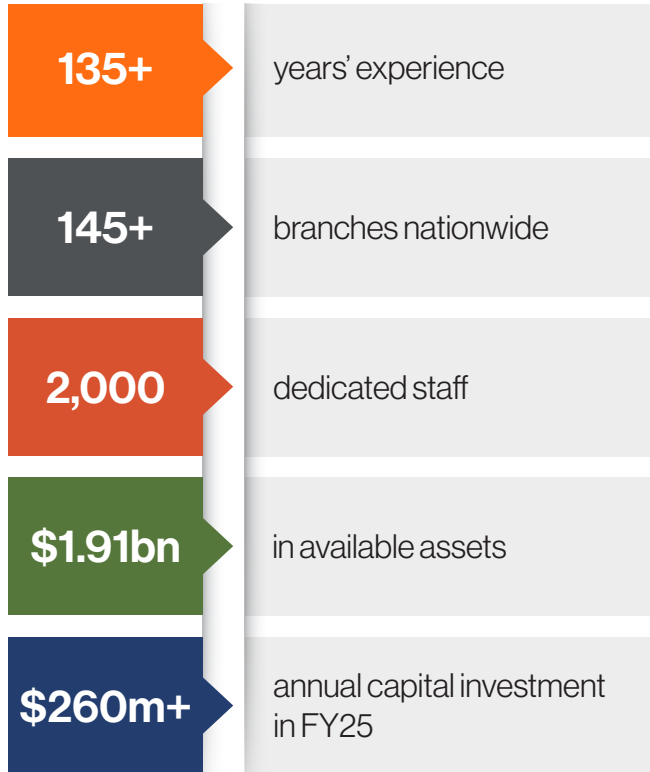 135+
years’ experience
145+
branches nationwide
2,000
dedicated staff
$1.91bn
in available assets
$260m+
annual capital investment
in FY25